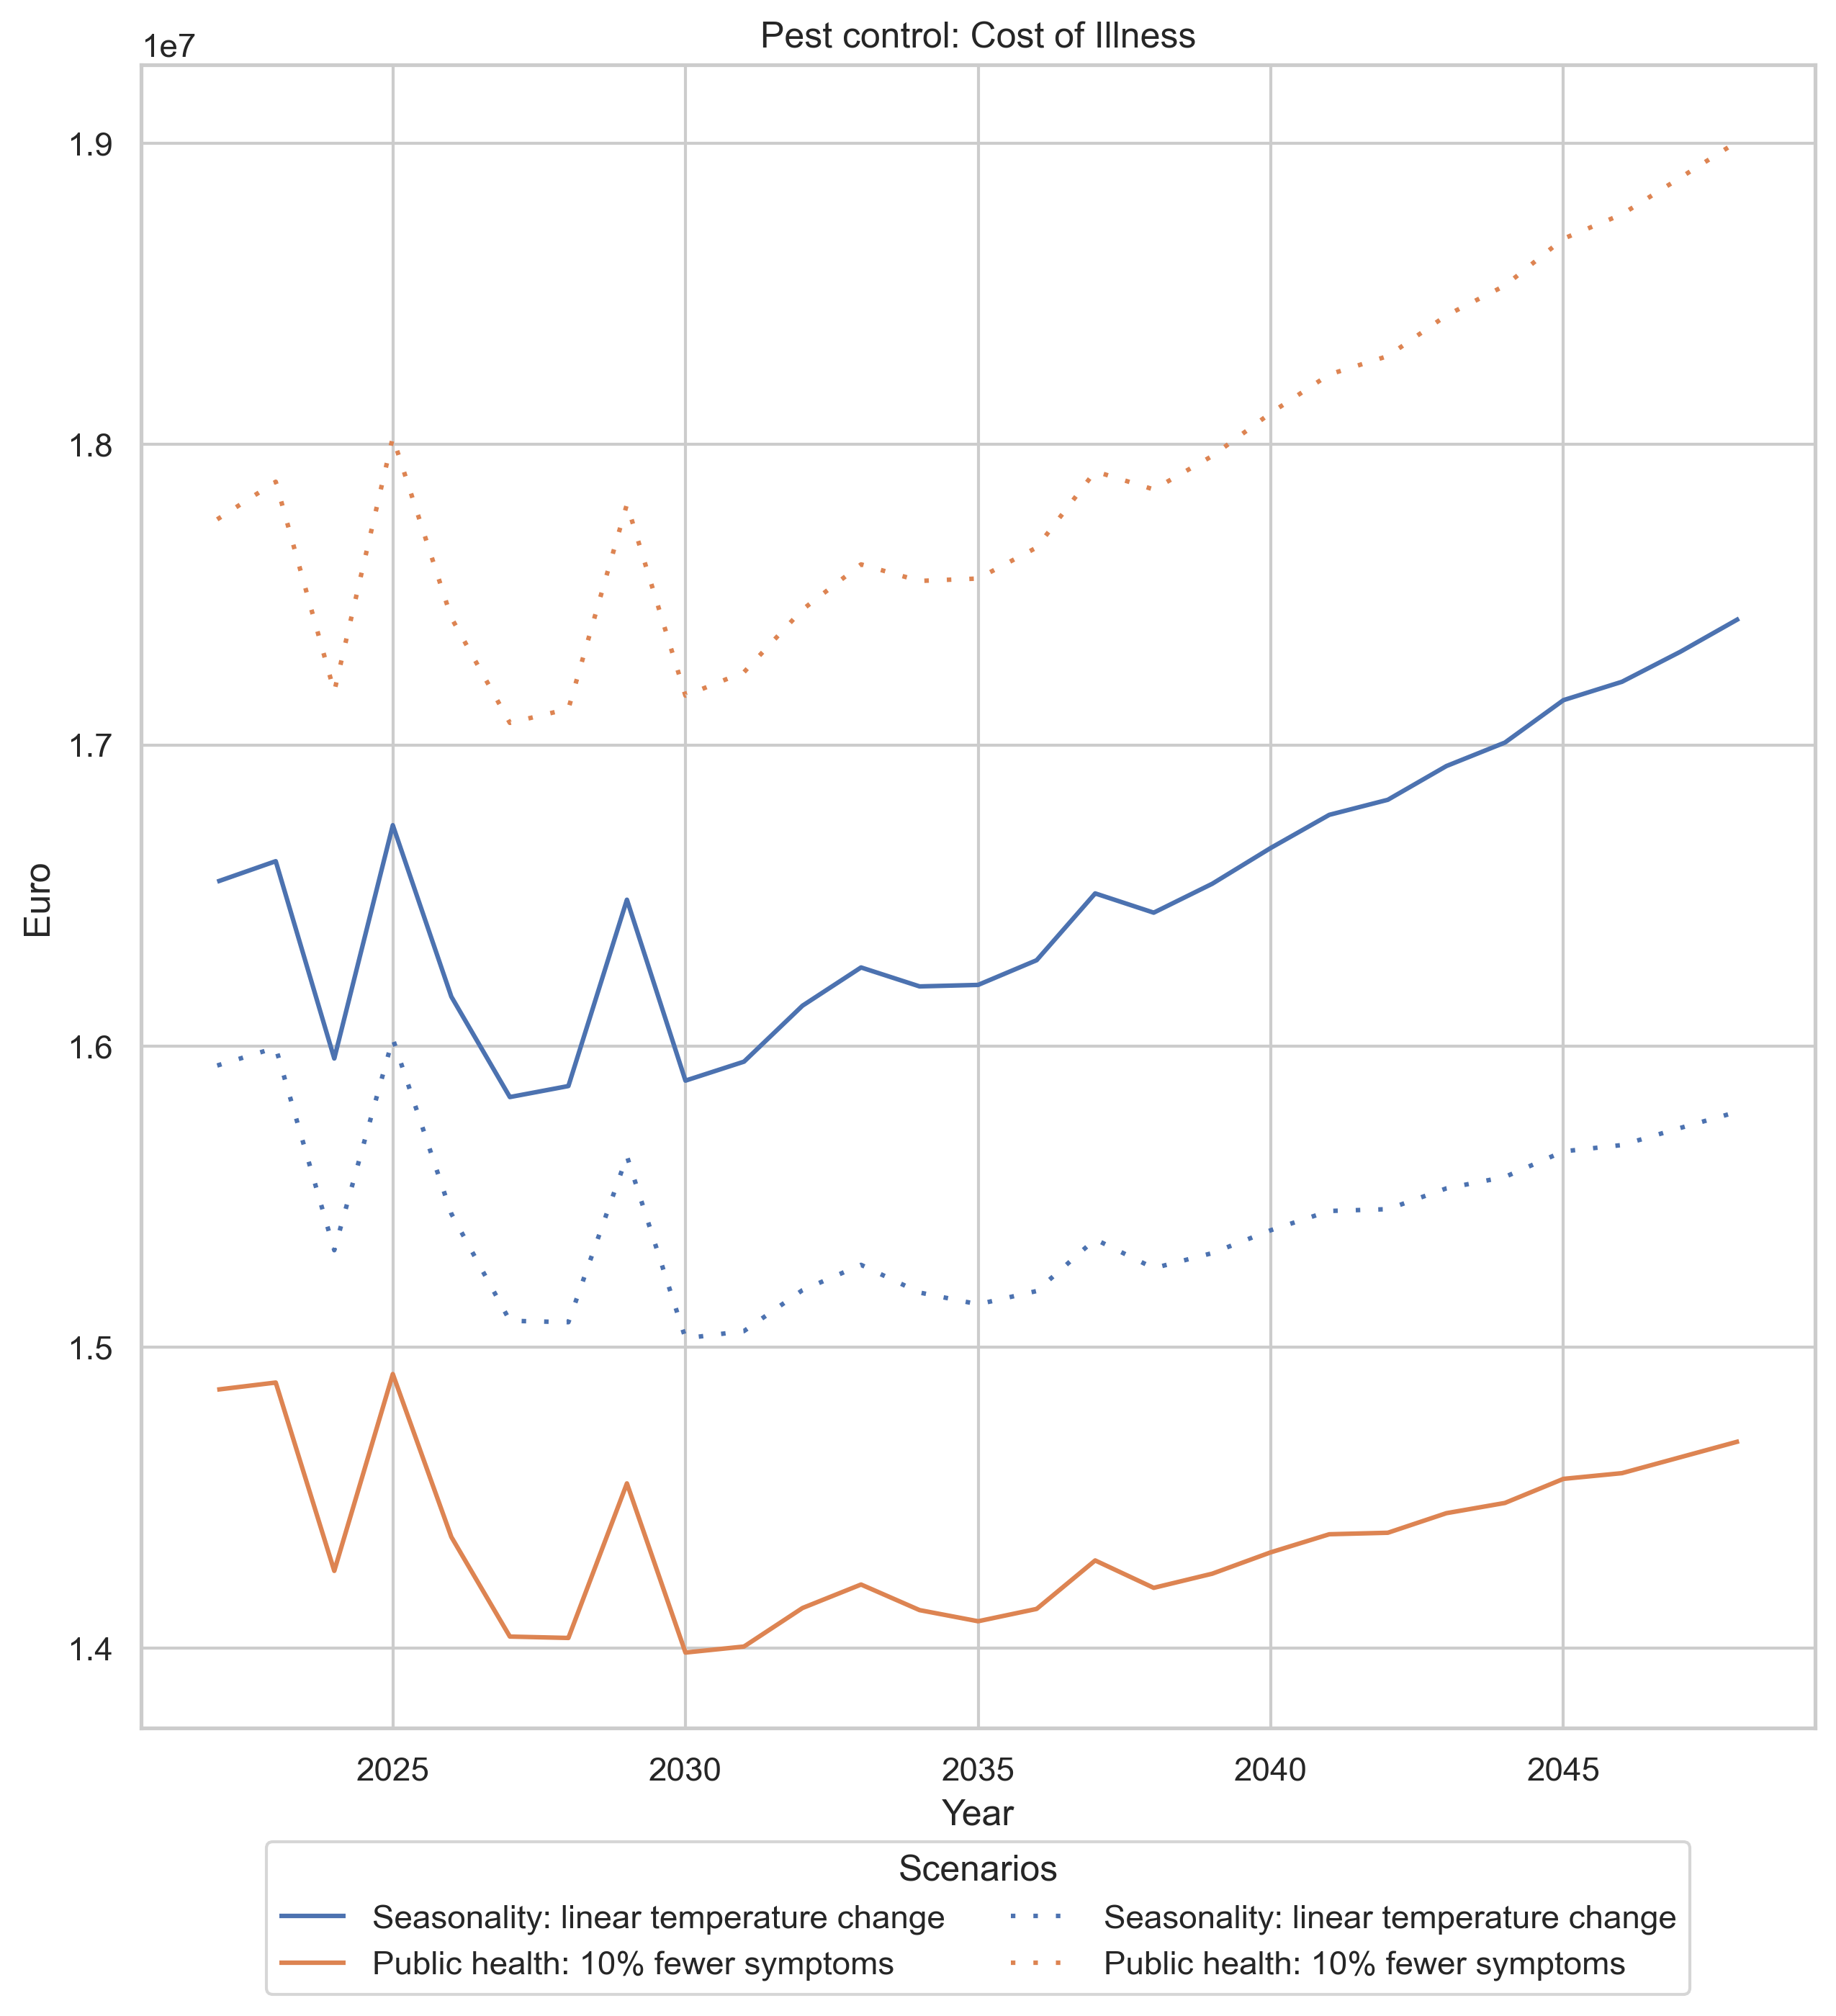 Pest control: Cost of Illness
1e7
1.9
1.8
1.7
1.6
1.5
1.4
Euro
2025 2030 2035 2040 2045
Year
Scenarios
Seasonality: linear temperature change Seasonality: linear temperature change
Public health: 10% fewer symptoms Public health: 10% fewer symptoms